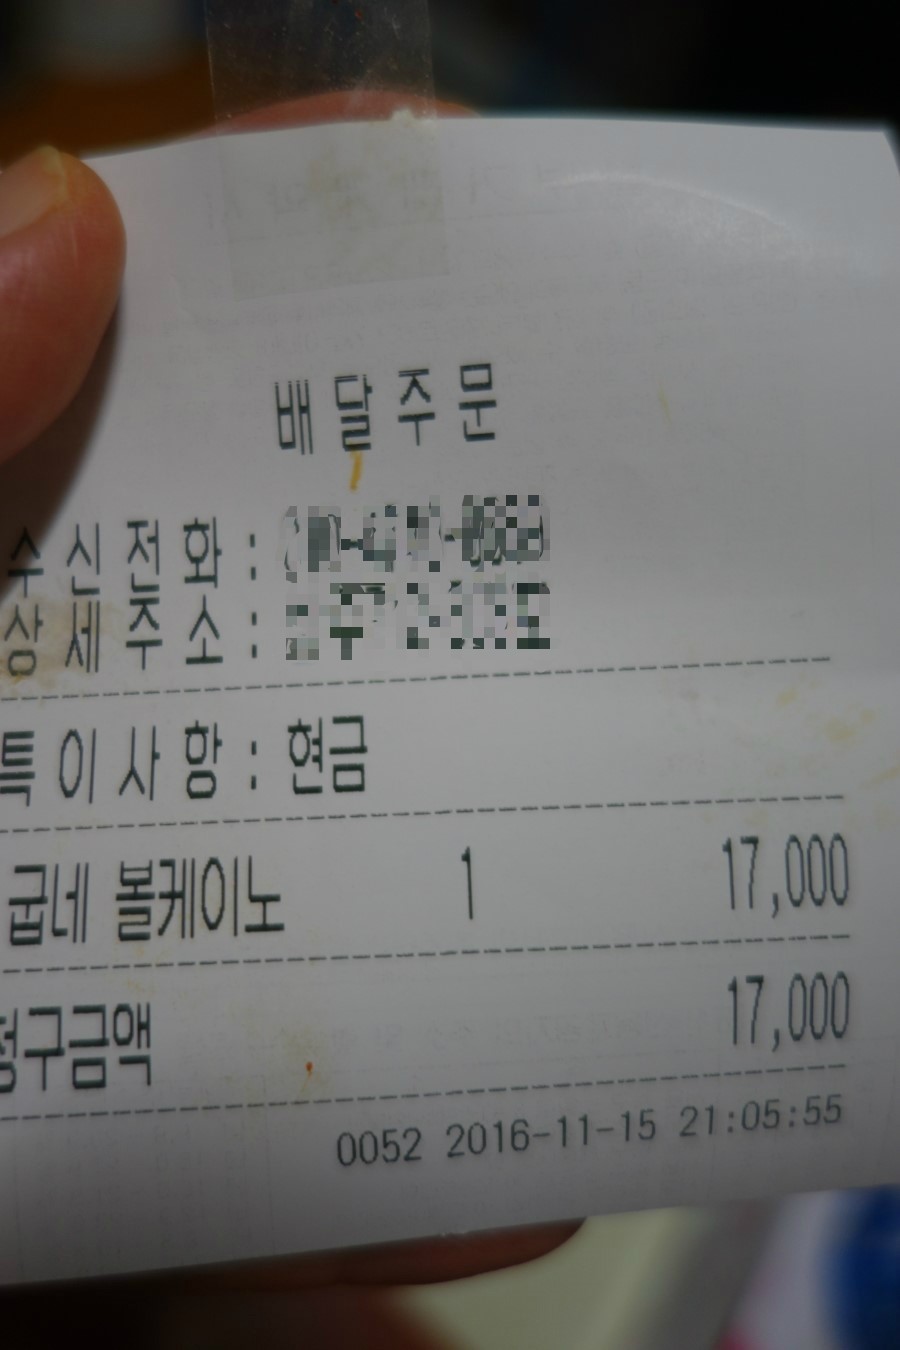 배달주문
수신전화 :
상세주소 :
특이사항 : 현금
굽네 볼케이노 1 17,000
청구금액 17,000
0052 2016-11-15 21:05:55